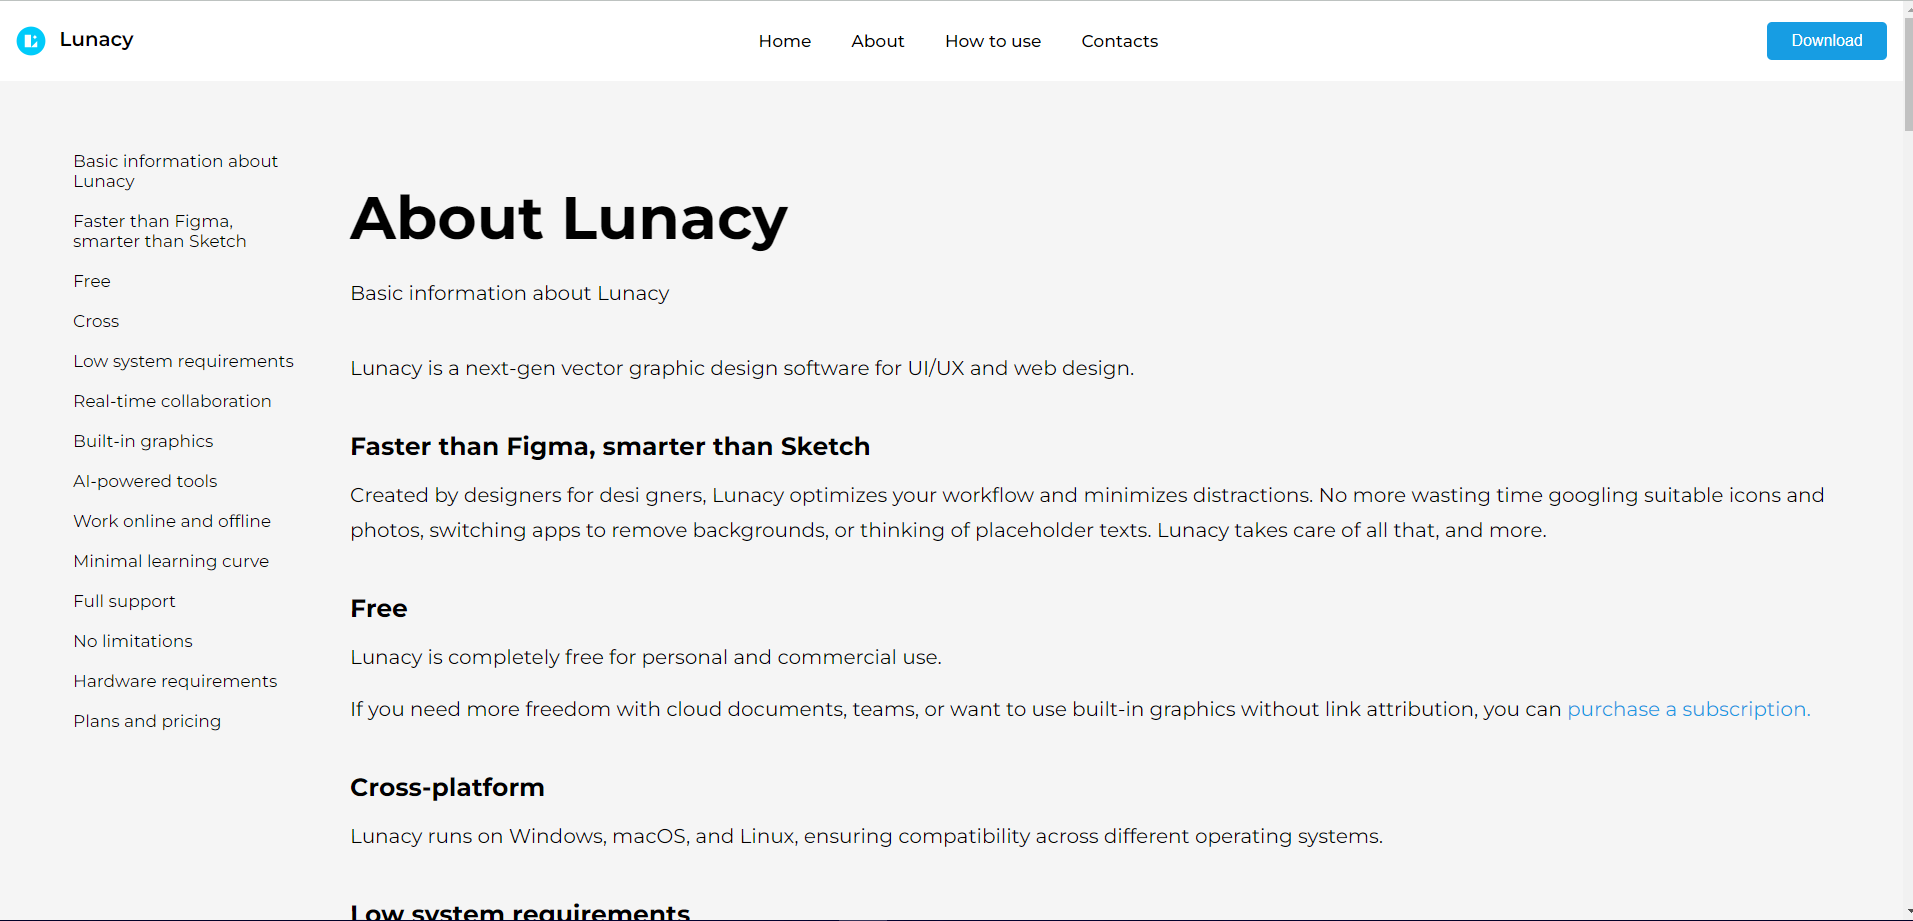 Lunacy
Home
About
How to use
Contacts
Download
Basic information about
Lunacy
Faster than Figma,
smarter than Sketch
Free
Cross
Low system requirements
Real-time collaboration
Built-in graphics
AI-powered tools
Work online and offline
Minimal learning curve
Full support
No limitations
Hardware requirements
Plans and pricing
About Lunacy
Basic information about Lunacy
Lunacy is a next-gen vector graphic design software for UI/UX and web design.
Faster than Figma, smarter than Sketch
Created by designers for desi gners, Lunacy optimizes your workflow and minimizes distractions. No more wasting time googling suitable icons and
photos, switching apps to remove backgrounds, or thinking of placeholder texts. Lunacy takes care of all that, and more.
Free
Lunacy is completely free for personal and commercial use.
If you need more freedom with cloud documents, teams, or want to use built-in graphics without link attribution, you can purchase a subscription.
Cross-platform
Lunacy runs on Windows, macOS, and Linux, ensuring compatibility across different operating systems.
Low system requirements